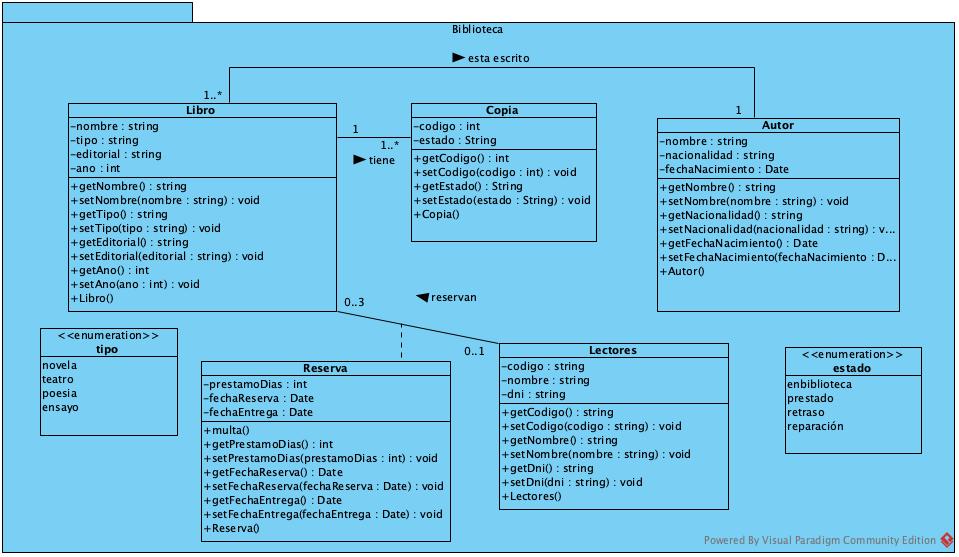 Biblioteca
esta escrito
1..*
1
Libro
-nombre : string
-tipo : string
-editorial : string
-ano : int
+getNombre() : string
+setNombre(nombre : string) : void
+getTipo() : string
+setTipo(tipo : string) : void
+getEditorial() : string
+setEditorial(editorial : string) : void
+getAno() : int
+setAno(ano : int) : void
+Libro()
1
1..*
tiene
Copia
-codigo : int
-estado : String
+getCodigo() : int
+setCodigo(codigo : int) : void
+getEstado() : String
+setEstado(estado : String) : void
+Copia()
Autor
-nombre : string
-nacionalidad : string
-fechaNacimiento : Date
+getNombre() : string
+setNombre(nombre : string) : void
+getNacionalidad() : string
+setNacionalidad(nacionalidad : string) : v...
+getFechaNacimiento() : Date
+setFechaNacimiento(fechaNacimiento : D...
+Autor()
0..3
reservan
0..1
<<enumeration>>
tipo
novela
teatro
poesia
ensayo
Reserva
-prestamoDias : int
-fechaReserva : Date
-fechaEntrega : Date
+multa()
+getPrestamoDias() : int
+setPrestamoDias(prestamoDias : int) : void
+getFechaReserva() : Date
+setFechaReserva(fechaReserva : Date) : void
+getFechaEntrega() : Date
+setFechaEntrega(fechaEntrega : Date) : void
+Reserva()
Lectores
-codigo : string
-nombre : string
-dni : string
+getCodigo() : string
+setCodigo(codigo : string) : void
+getNombre() : string
+setNombre(nombre : string) : void
+getDni() : string
+setDni(dni : string) : void
+Lectores()
<<enumeration>>
estado
enbiblioteca
prestado
retraso
reparación
Powered By Visual Paradigm Community Edition